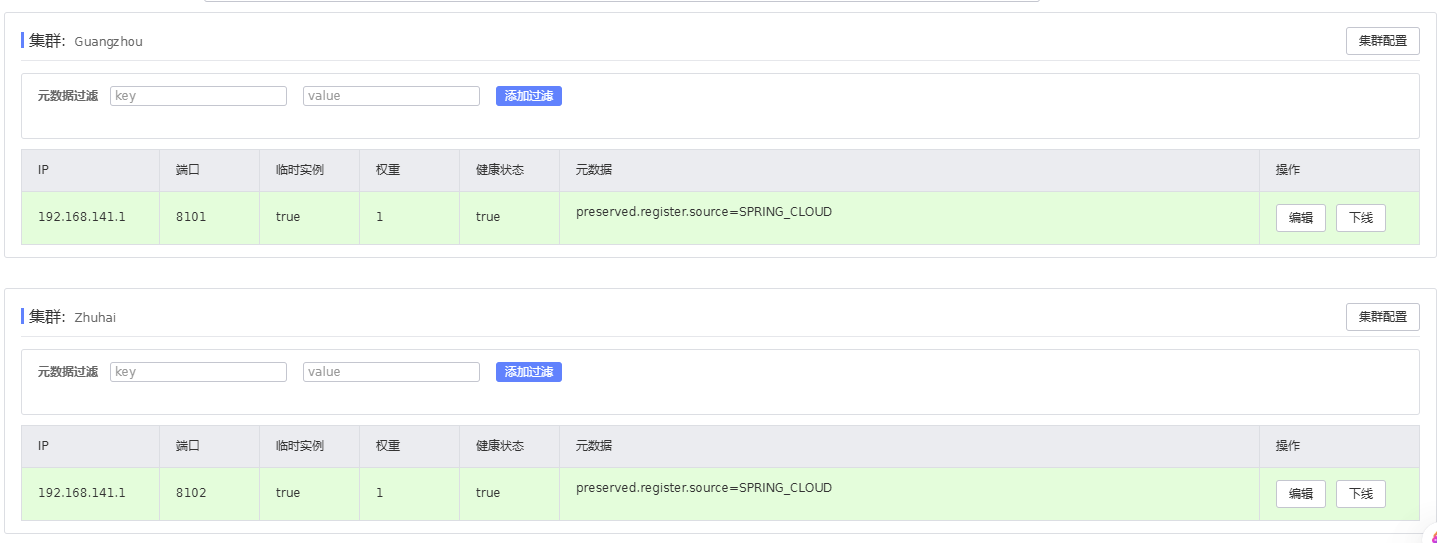 集群: Guangzhou 集群配置
元数据过滤 key value 添加过滤
IP 端口 临时实例 权重 健康状态 元数据 操作
192.168.141.1 8101 true 1 true preserved.register.source=SPRING_CLOUD 编辑 下线
集群: Zhuhai 集群配置
元数据过滤 key value 添加过滤
IP 端口 临时实例 权重 健康状态 元数据 操作
192.168.141.1 8102 true 1 true preserved.register.source=SPRING_CLOUD 编辑 下线